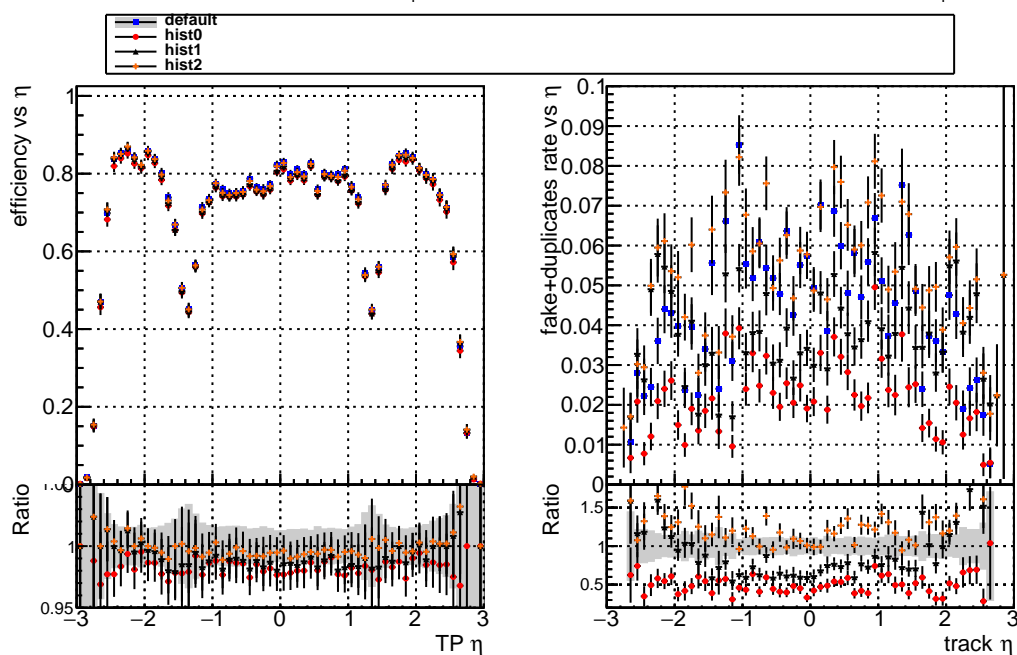 default
hist0
hist1
hist2
efficiency vs η
1
0.8
0.6
0.4
0.2
0
Ratio
1
0.95
−3 −2 −1 0 1 2 3
TP η
fake+duplicates rate vs η
0.1
0.09
0.08
0.07
0.06
0.05
0.04
0.03
0.02
0.01
0
Ratio
1.5
1
0.5
−3 −2 −1 0 1 2 3
track η